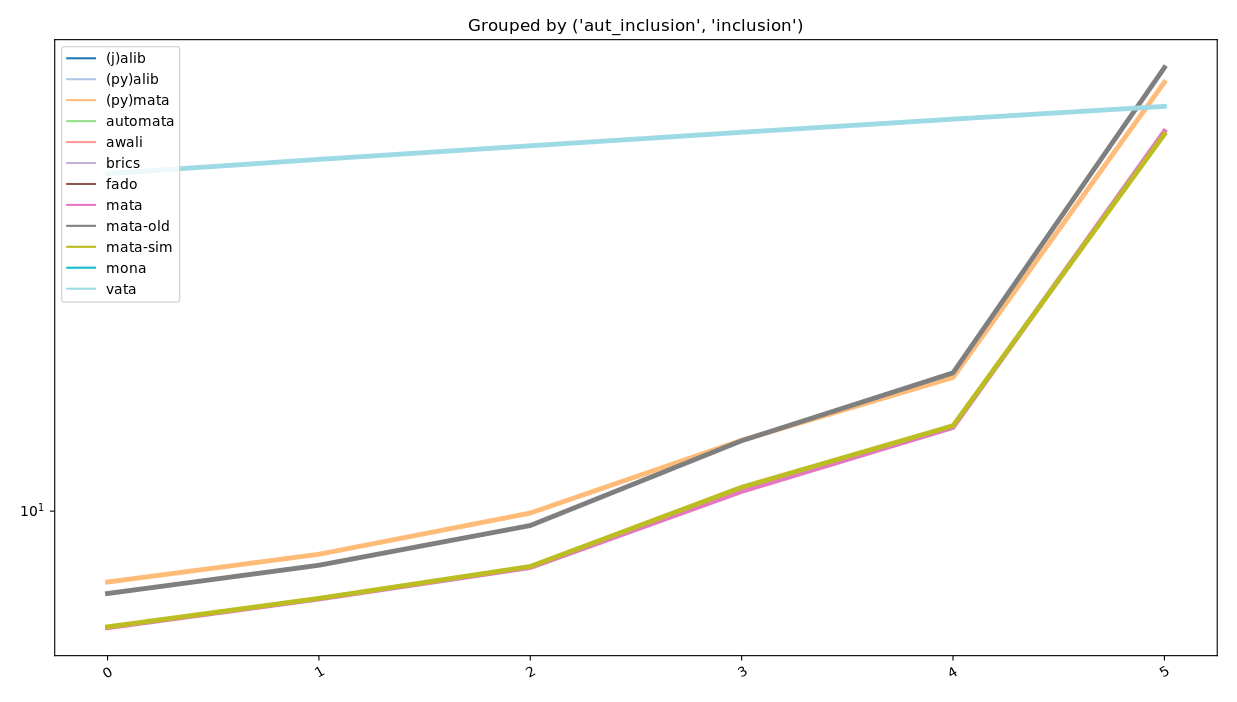 Grouped by ('aut_inclusion', 'inclusion')
(j)alib
(py)alib
(py)mata
automata
awali
brics
fado
mata
mata-old
mata-sim
mona
vata
10¹
0 1 2 3 4 5